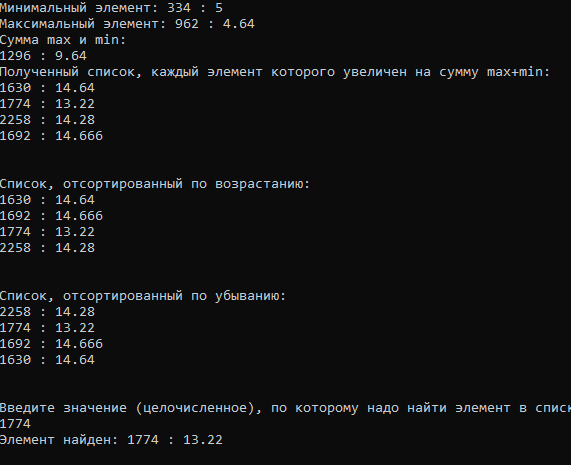 Минимальный элемент: 334 : 5
Максимальный элемент: 962 : 4.64
Сумма max и min:
1296 : 9.64
Полученный список, каждый элемент которого увеличен на сумму max+min:
1630 : 14.64
1774 : 13.22
2258 : 14.28
1692 : 14.666
Список, отсортированный по возрастанию:
1630 : 14.64
1692 : 14.666
1774 : 13.22
2258 : 14.28
Список, отсортированный по убыванию:
2258 : 14.28
1774 : 13.22
1692 : 14.666
1630 : 14.64
Введите значение (целочисленное), по которому надо найти элемент в списк
1774
Элемент найден: 1774 : 13.22